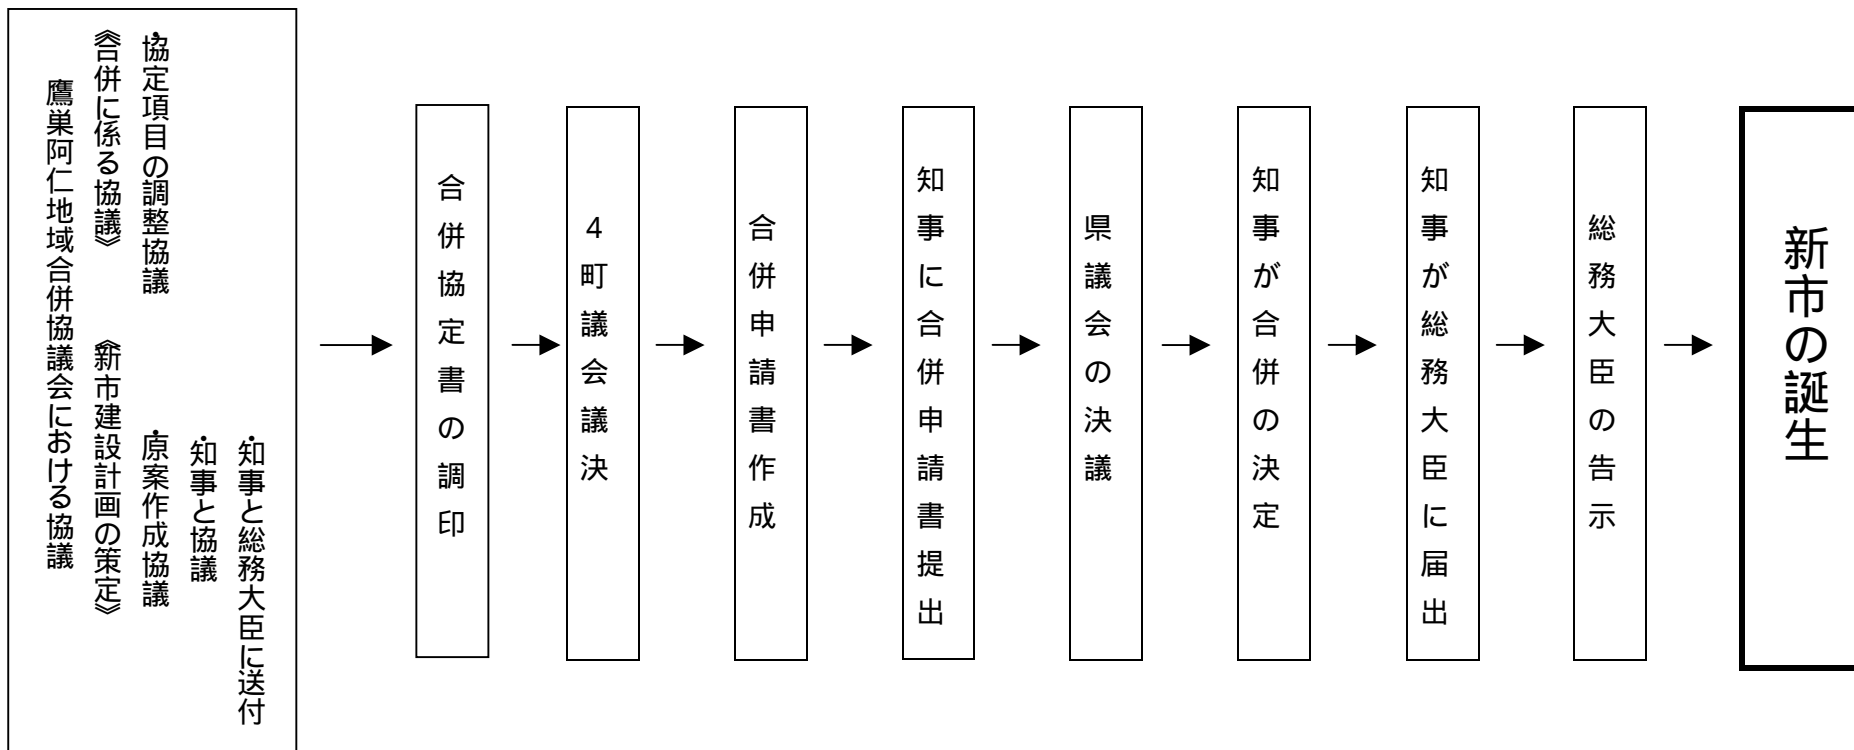 鷹巣阿仁地域合併協議会における協議
《合併に係る協議》
・協定項目の調整協議
《新市建設計画の策定》
・原案作成協議
・知事と協議
・知事と総務大臣に送付
合併協定書の調印
4町議会議決
合併申請書作成
知事に合併申請書提出
県議会の決議
知事が合併の決定
知事が総務大臣に届出
総務大臣の告示
新市の誕生